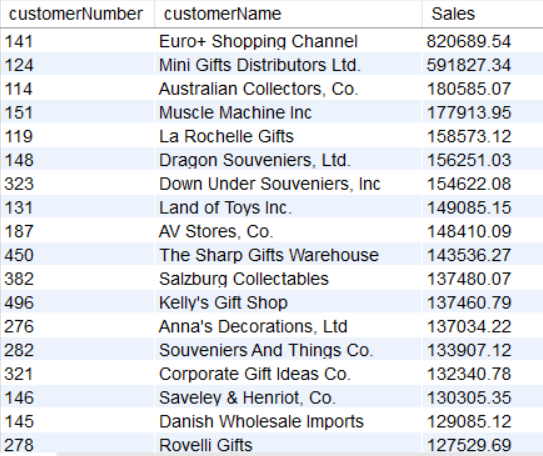 customerNumber customerName Sales
141 Euro+ Shopping Channel 820689.54
124 Mini Gifts Distributors Ltd. 591827.34
114 Australian Collectors, Co. 180585.07
151 Muscle Machine Inc 177913.95
119 La Rochelle Gifts 158573.12
148 Dragon Souveniers, Ltd. 156251.03
323 Down Under Souveniers, Inc 154622.08
131 Land of Toys Inc. 149085.15
187 AV Stores, Co. 148410.09
450 The Sharp Gifts Warehouse 143536.27
382 Salzburg Collectables 137480.07
496 Kelly's Gift Shop 137460.79
276 Anna's Decorations, Ltd 137034.22
282 Souveniers And Things Co. 133907.12
321 Corporate Gift Ideas Co. 132340.78
146 Saveley & Henriot, Co. 130305.35
145 Danish Wholesale Imports 129085.12
278 Rovelli Gifts 127529.69